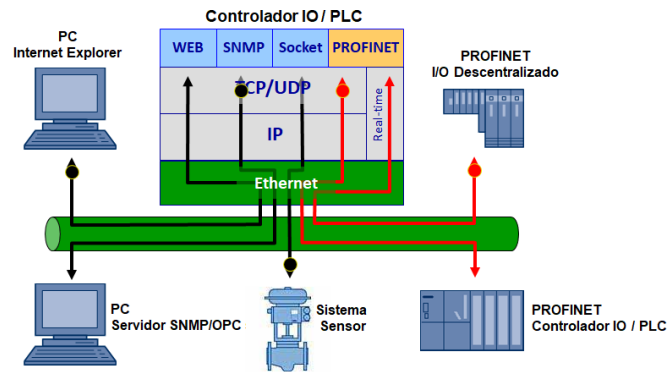 Controlador IO / PLC
PC
Internet Explorer
WEB
SNMP
Socket
PROFINET
TCP/UDP
IP
Real-time
Ethernet
PROFINET
I/O Descentralizado
PC
Servidor SNMP/OPC
Sistema
Sensor
PROFINET
Controlador IO / PLC